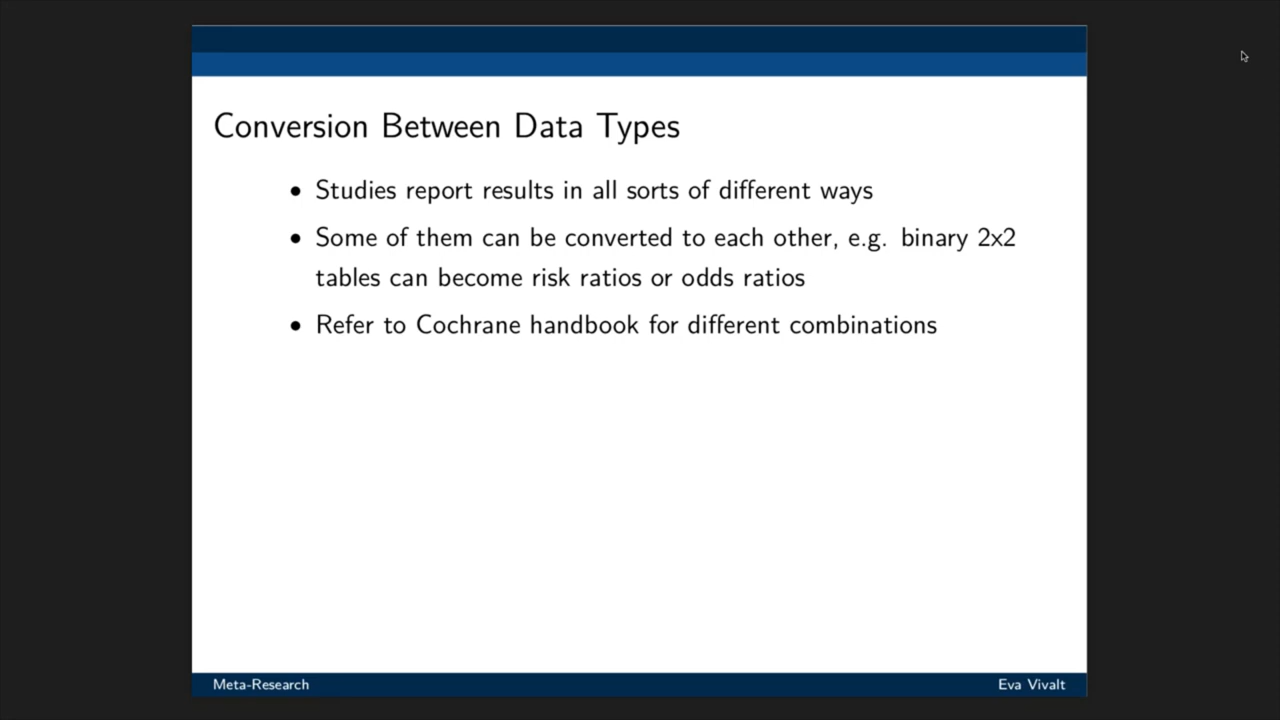 Conversion Between Data Types
• Studies report results in all sorts of different ways
• Some of them can be converted to each other, e.g. binary 2x2
tables can become risk ratios or odds ratios
• Refer to Cochrane handbook for different combinations
Meta-Research
Eva Vivalt